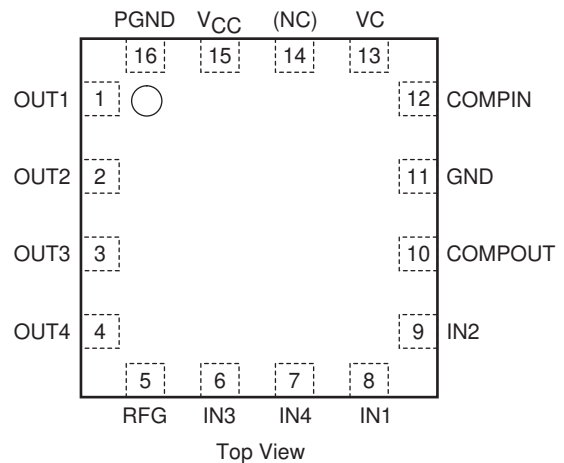 PGND VCC (NC) VC
16 15 14 13
OUT1 1 12 COMPIN
OUT2 2 11 GND
OUT3 3 10 COMPOUT
OUT4 4 9 IN2
5 6 7 8
RFG IN3 IN4 IN1
Top View